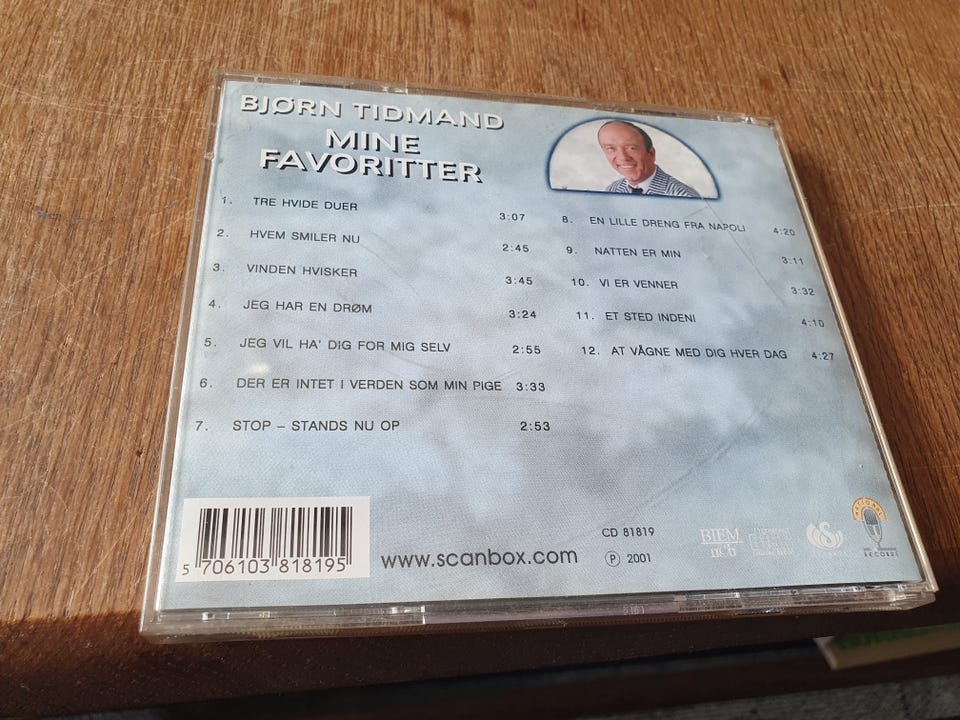 BJØRN TIDMAND
MINE
FAVORITTER
1. TRE HVIDE DUER 3:07
2. HVEM SMILER NU 2:45
3. VINDEN HVISKER 3:45
4. JEG HAR EN DRØM 3:24
5. JEG VIL HA' DIG FOR MIG SELV 2:55
6. DER ER INTET I VERDEN SOM MIN PIGE 3:33
7. STOP – STANDS NU OP 2:53
8. EN LILLE DRENG FRA NAPOLI 4:20
9. NATTEN ER MIN 3:11
10. VI ER VENNER 3:32
11. ET STED INDENI 4:10
12. AT VÅGNE MED DIG HVER DAG 4:27
5 706103 818195
www.scanbox.com
CD 81819
Ⓟ 2001
BIEM
ncb
RECORDS